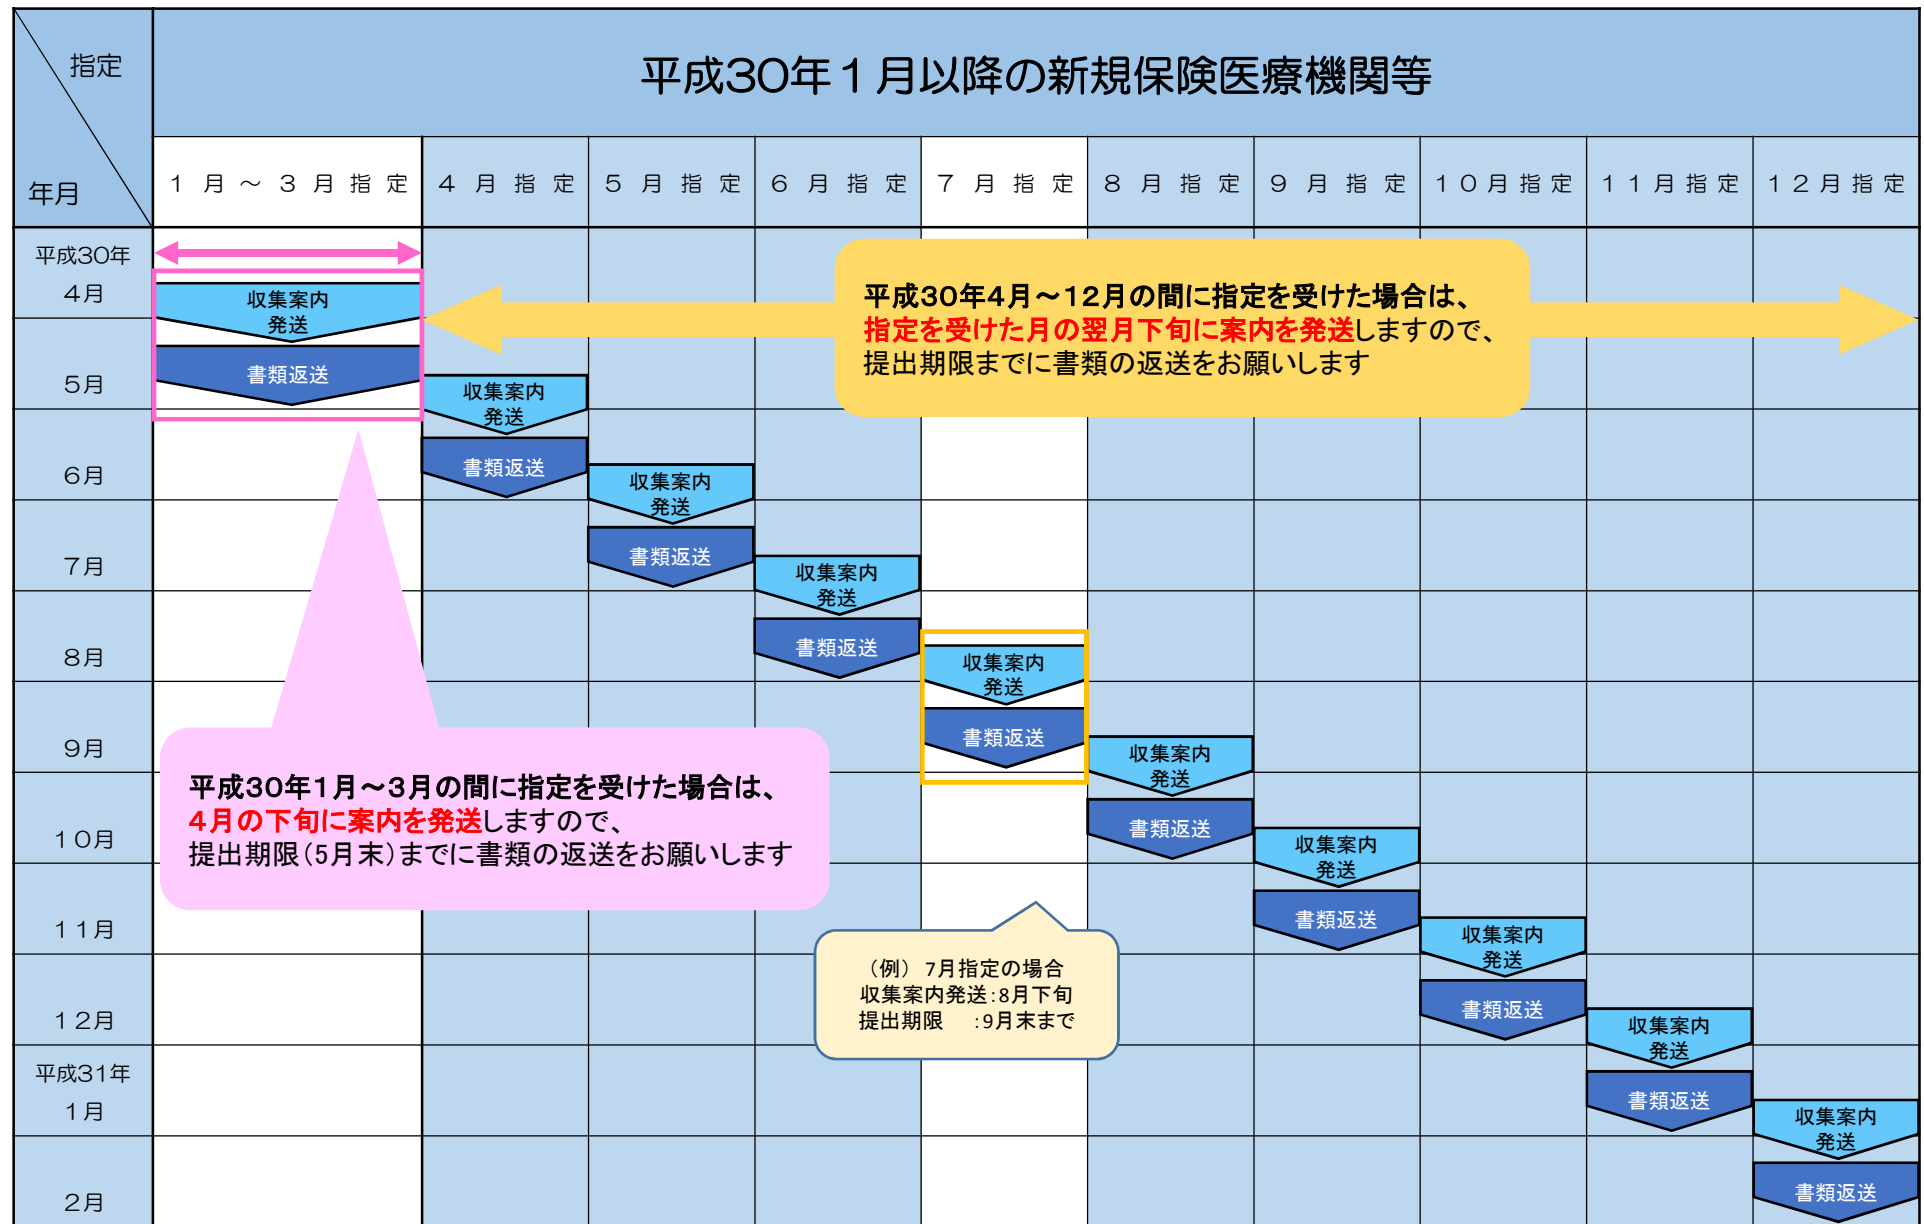 指定
年月
平成30年1月以降の新規保険医療機関等
1月～3月指定
4月指定
5月指定
6月指定
7月指定
8月指定
9月指定
10月指定
11月指定
12月指定
平成30年
4月
5月
6月
7月
8月
9月
10月
11月
12月
平成31年
1月
2月
収集案内
発送
書類返送
平成30年4月～12月の間に指定を受けた場合は、
指定を受けた月の翌月下旬に案内を発送しますので、
提出期限までに書類の返送をお願いします
収集案内
発送
書類返送
収集案内
発送
書類返送
収集案内
発送
書類返送
収集案内
発送
書類返送
収集案内
発送
書類返送
平成30年1月～3月の間に指定を受けた場合は、
4月の下旬に案内を発送しますので、
提出期限(5月末)までに書類の返送をお願いします
収集案内
発送
書類返送
収集案内
発送
書類返送
(例) 7月指定の場合
収集案内発送:8月下旬
提出期限 :9月末まで
収集案内
発送
書類返送
収集案内
発送
書類返送